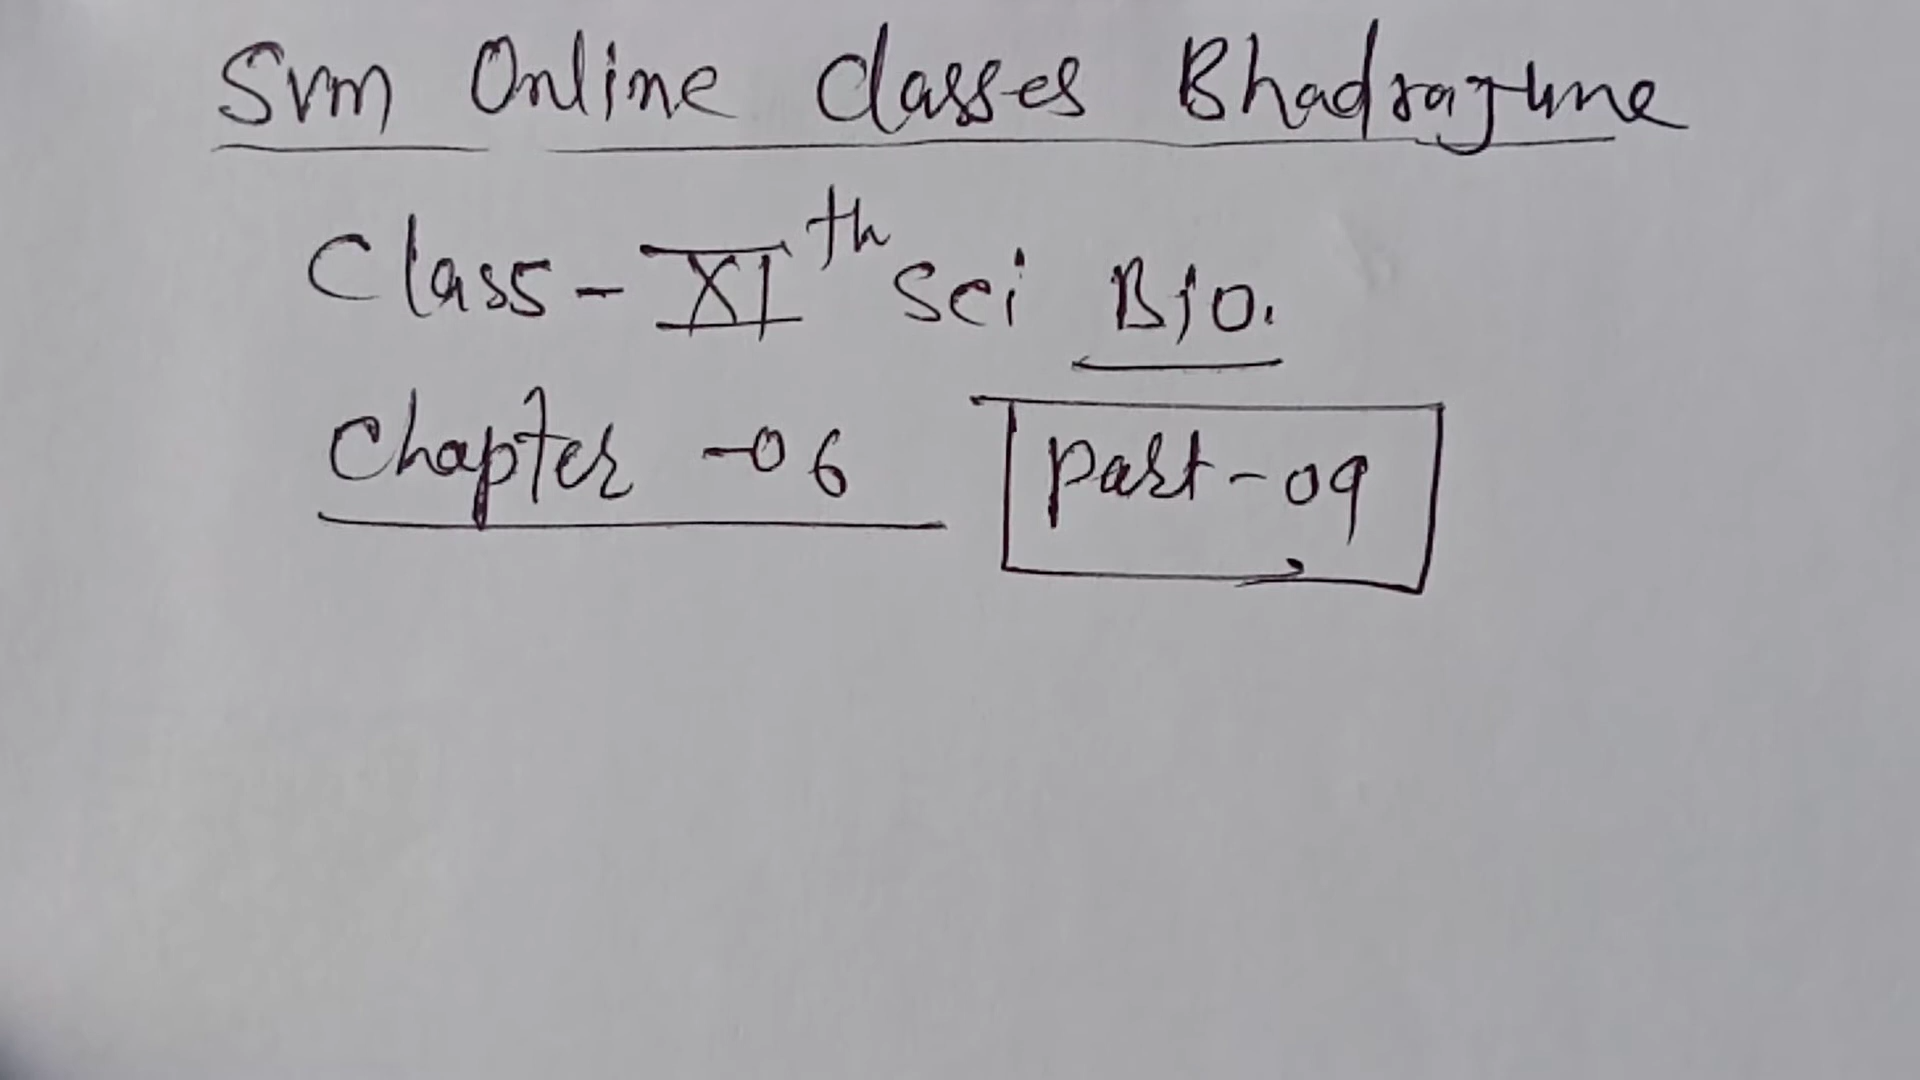 Svm Online Classes Bhadrajune
Class - XIth Sci Bio.
Chapter - 06 Part - 09